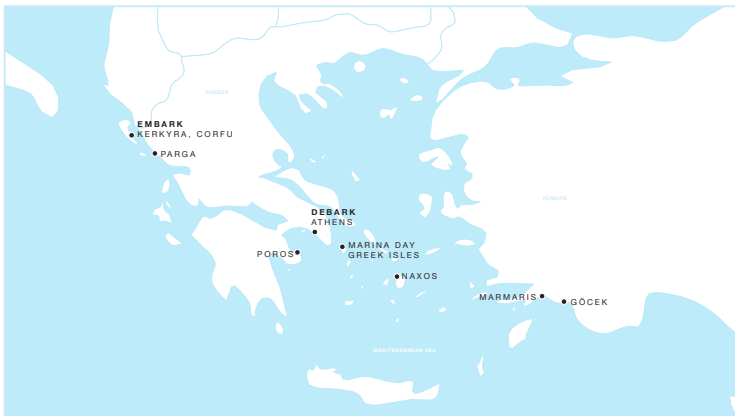 GREECE
EMBARK
KERKYRA, CORFU
PARGA
TÜRKIYE
DEBARK
ATHENS
MARINA DAY
GREEK ISLES
POROS
NAXOS
MARMARIS
GÖCEK
MEDITERRANEAN SEA